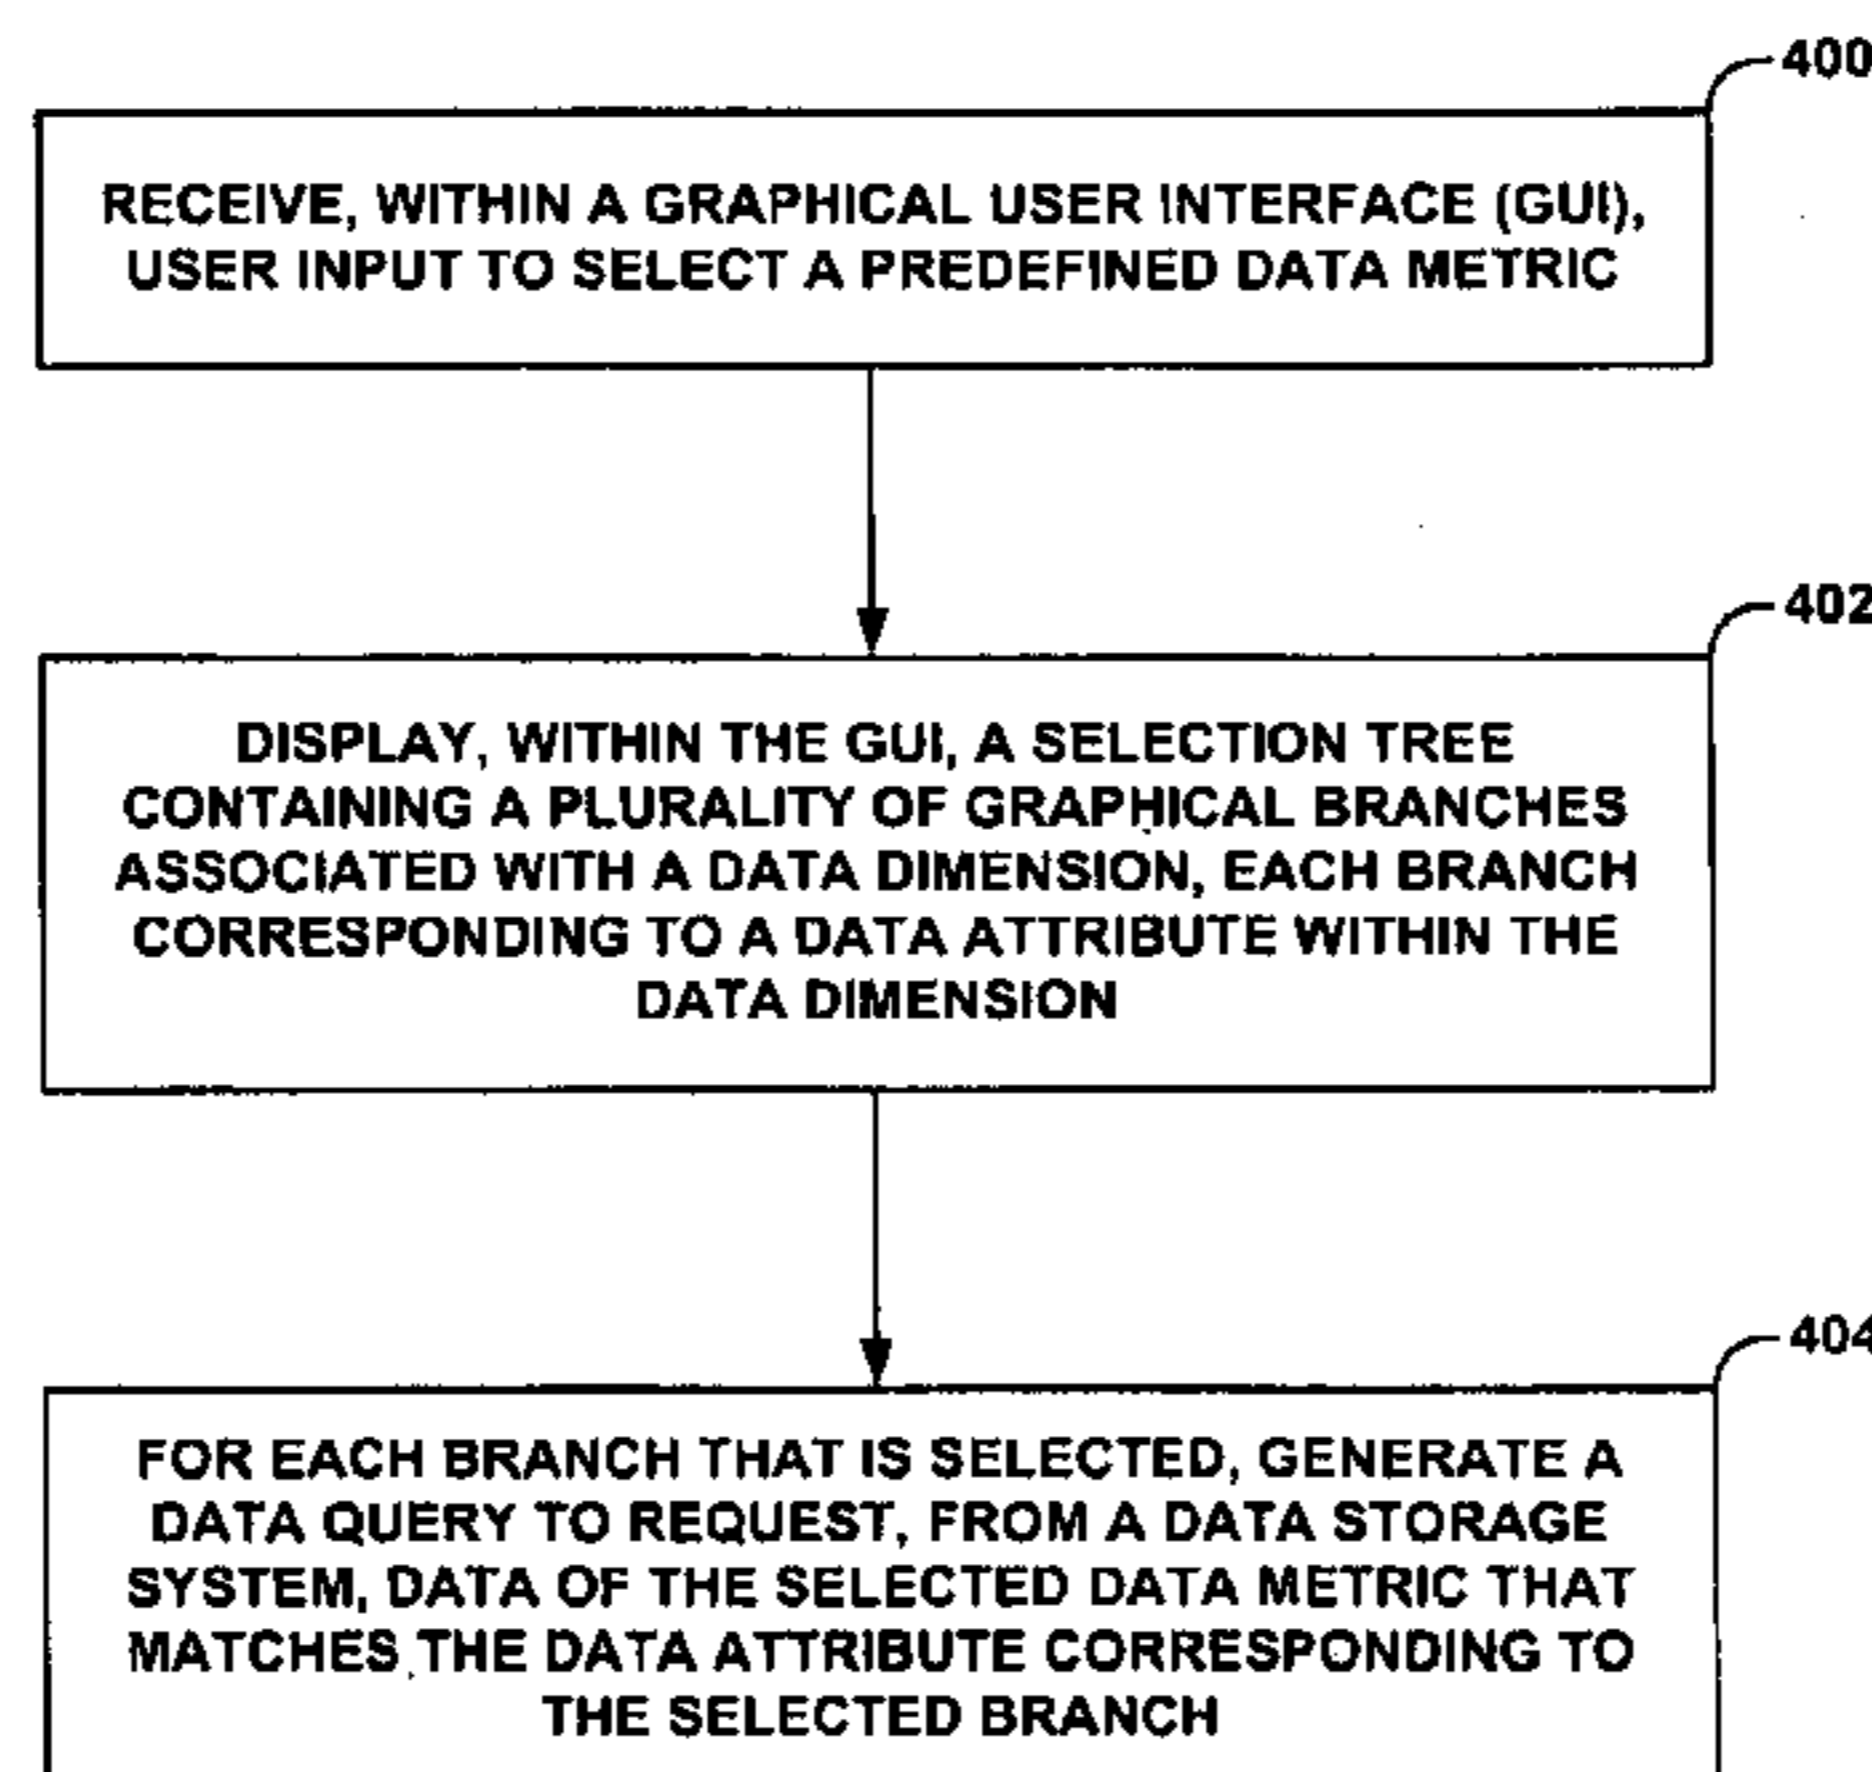 400
RECEIVE, WITHIN A GRAPHICAL USER INTERFACE (GUI),
USER INPUT TO SELECT A PREDEFINED DATA METRIC
402
DISPLAY, WITHIN THE GUI, A SELECTION TREE
CONTAINING A PLURALITY OF GRAPHICAL BRANCHES
ASSOCIATED WITH A DATA DIMENSION, EACH BRANCH
CORRESPONDING TO A DATA ATTRIBUTE WITHIN THE
DATA DIMENSION
404
FOR EACH BRANCH THAT IS SELECTED, GENERATE A
DATA QUERY TO REQUEST, FROM A DATA STORAGE
SYSTEM, DATA OF THE SELECTED DATA METRIC THAT
MATCHES THE DATA ATTRIBUTE CORRESPONDING TO
THE SELECTED BRANCH